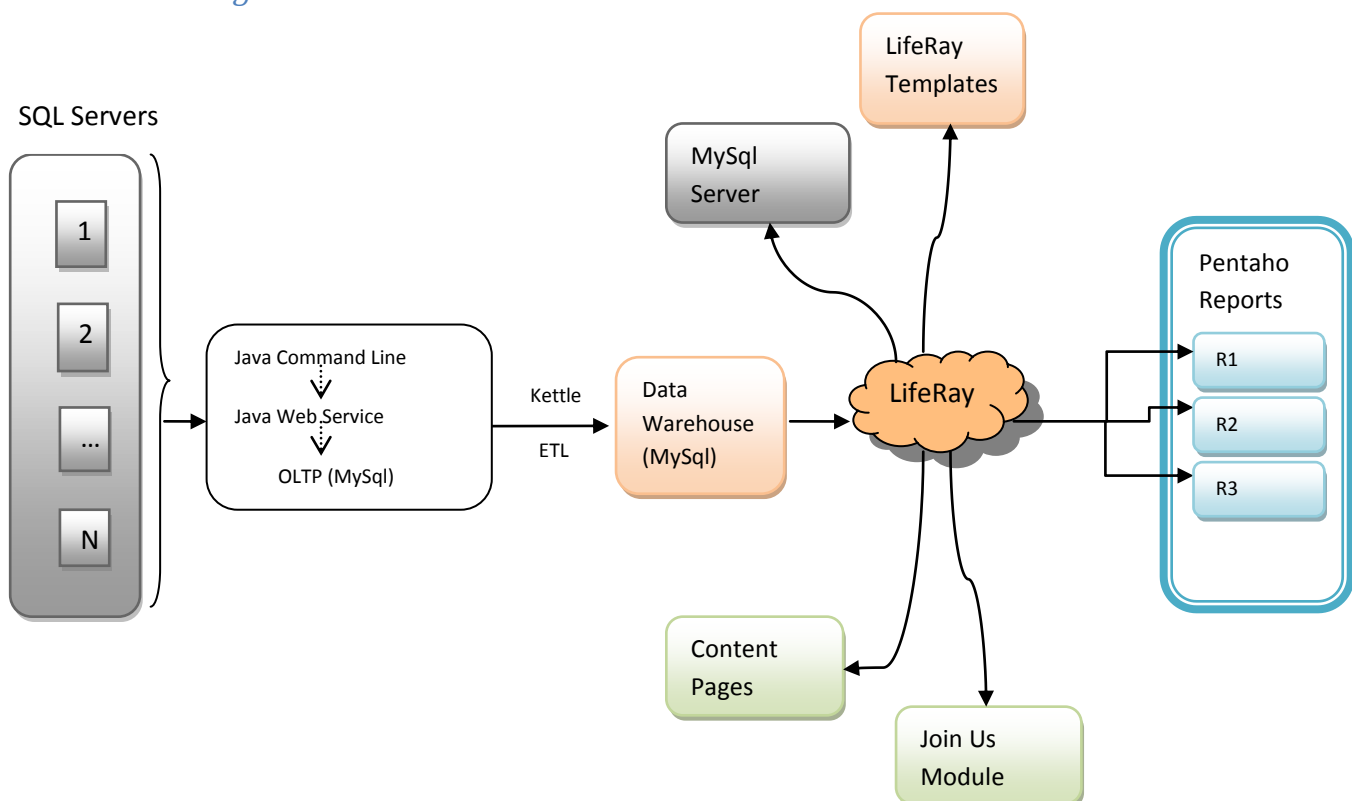 LifeRay
Templates
SQL Servers
MySql
Server
1
2
...
N
Java Command Line
Java Web Service
OLTP (MySql)
Kettle
ETL
Data
Warehouse
(MySql)
LifeRay
Pentaho
Reports
R1
R2
R3
Content
Pages
Join Us
Module